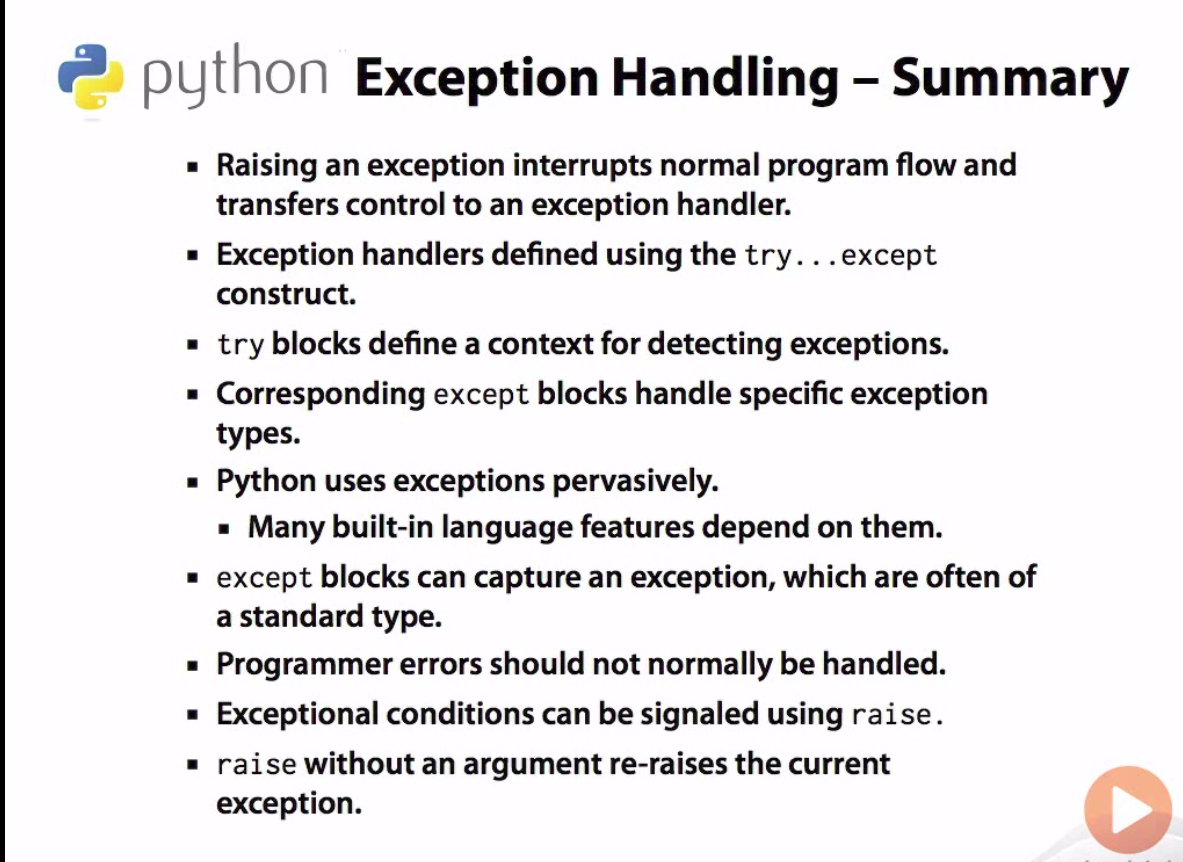 python Exception Handling – Summary
▪ Raising an exception interrupts normal program flow and
transfers control to an exception handler.
▪ Exception handlers defined using the try...except
construct.
▪ try blocks define a context for detecting exceptions.
▪ Corresponding except blocks handle specific exception
types.
▪ Python uses exceptions pervasively.
▪ Many built-in language features depend on them.
▪ except blocks can capture an exception, which are often of
a standard type.
▪ Programmer errors should not normally be handled.
▪ Exceptional conditions can be signaled using raise.
▪ raise without an argument re-raises the current
exception.